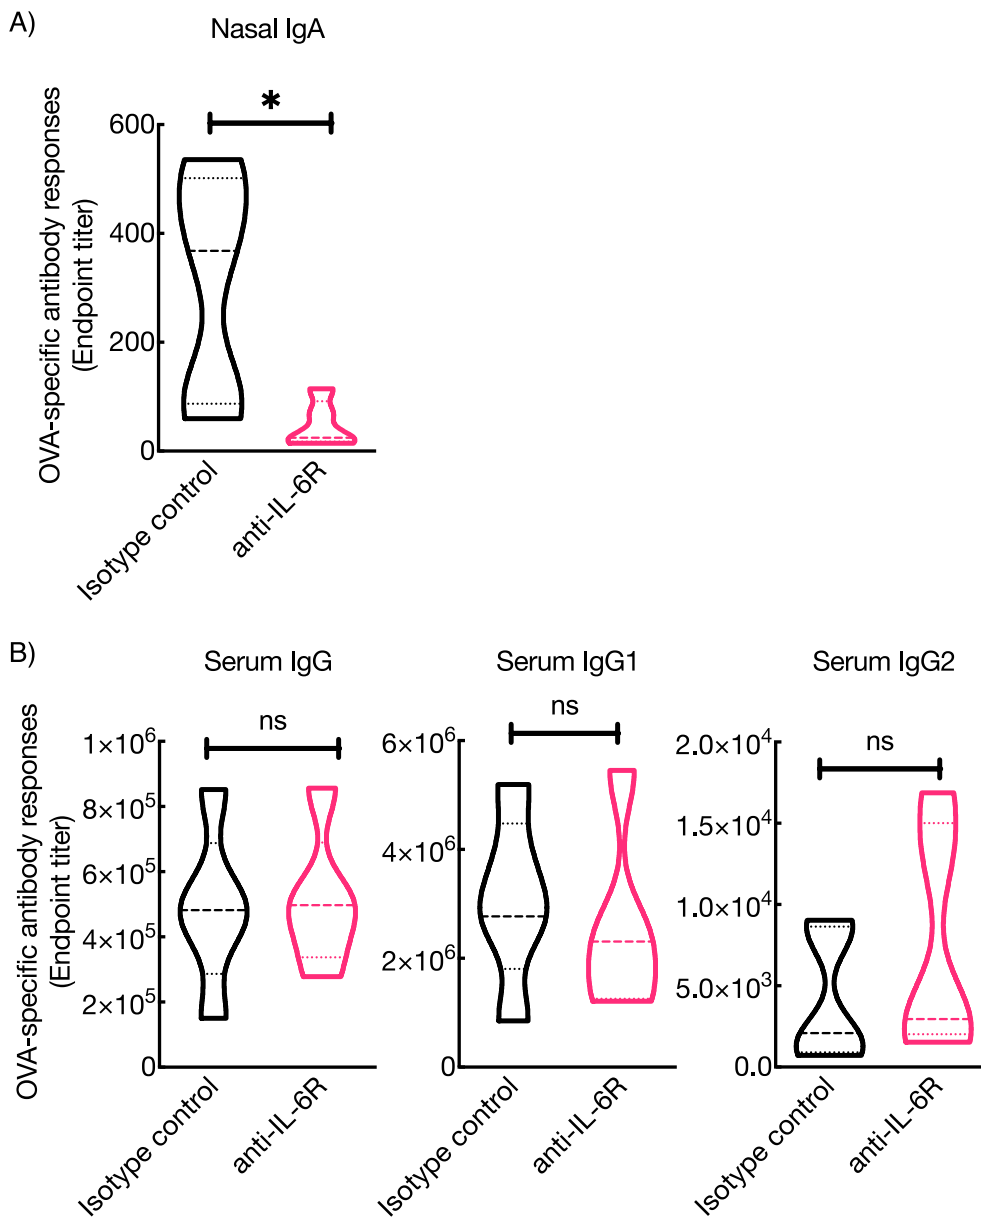 A)
Nasal IgA
OVA-specific antibody responses
(Endpoint titer)
*
600
400
200
0
Isotype control
anti-IL-6R
B)
Serum IgG
OVA-specific antibody responses
(Endpoint titer)
ns
1×10⁶
8×10⁵
6×10⁵
4×10⁵
2×10⁵
0
Isotype control
anti-IL-6R
Serum IgG1
ns
6×10⁶
4×10⁶
2×10⁶
0
Isotype control
anti-IL-6R
Serum IgG2
ns
2.0×10⁴
1.5×10⁴
1.0×10⁴
5.0×10³
0.0
Isotype control
anti-IL-6R